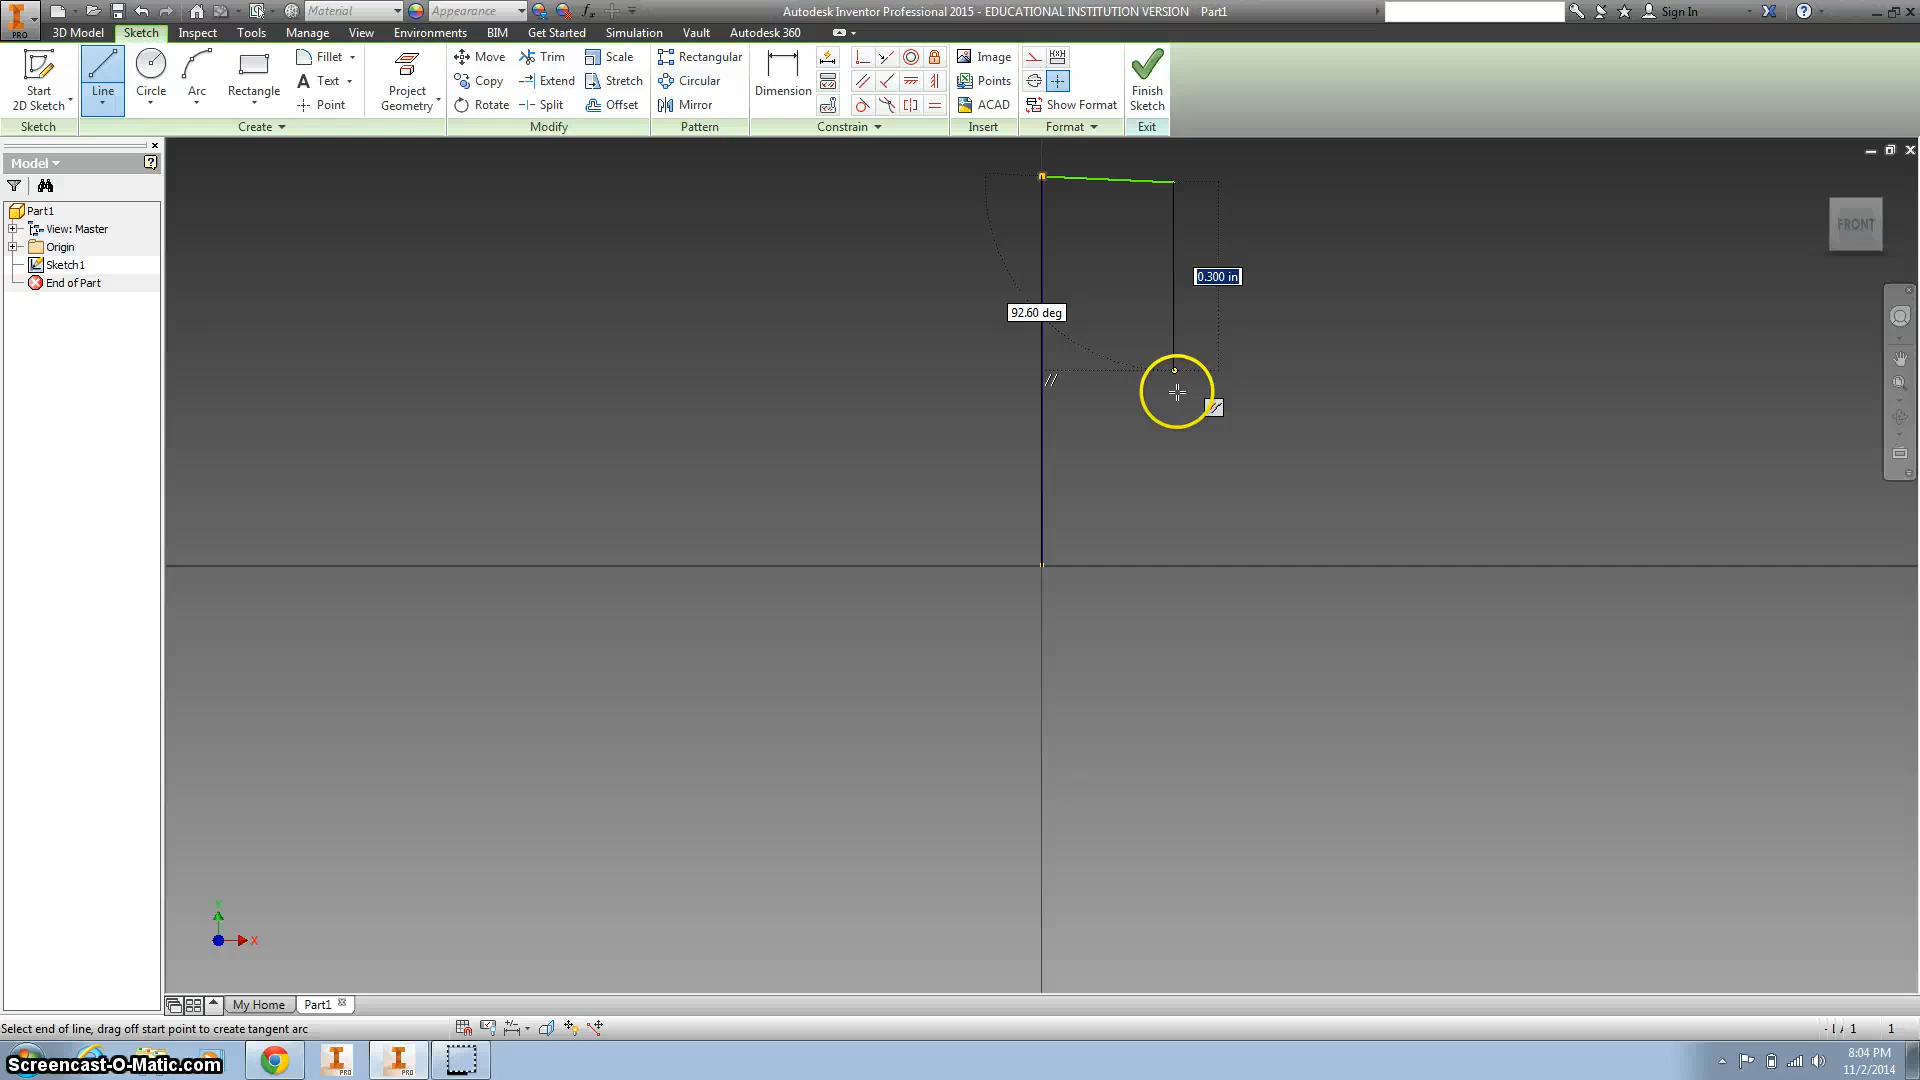 Material
Appearance
Autodesk Inventor Professional 2015 - EDUCATIONAL INSTITUTION VERSION Part1
Sign In
PRO
3D Model Sketch Inspect Tools Manage View Environments BIM Get Started Simulation Vault Autodesk 360
Start
2D Sketch
Line
Circle
Arc
Rectangle
Fillet
Text
Point
Project
Geometry
Move Trim Scale
Copy Extend Stretch
Rotate Split Offset
Rectangular
Circular
Mirror
Dimension
Image
Points
ACAD
Show Format
Finish
Sketch
Sketch Create Modify Pattern Constrain Insert Format Exit
Model
Part1
View: Master
Origin
Sketch1
End of Part
FRONT
0.300 in
92.60 deg
Y
X
My Home Part1
Select end of line, drag off start point to create tangent arc
1 1
Screencast-O-Matic.com
PRO
PRO
8:04 PM
11/2/2014